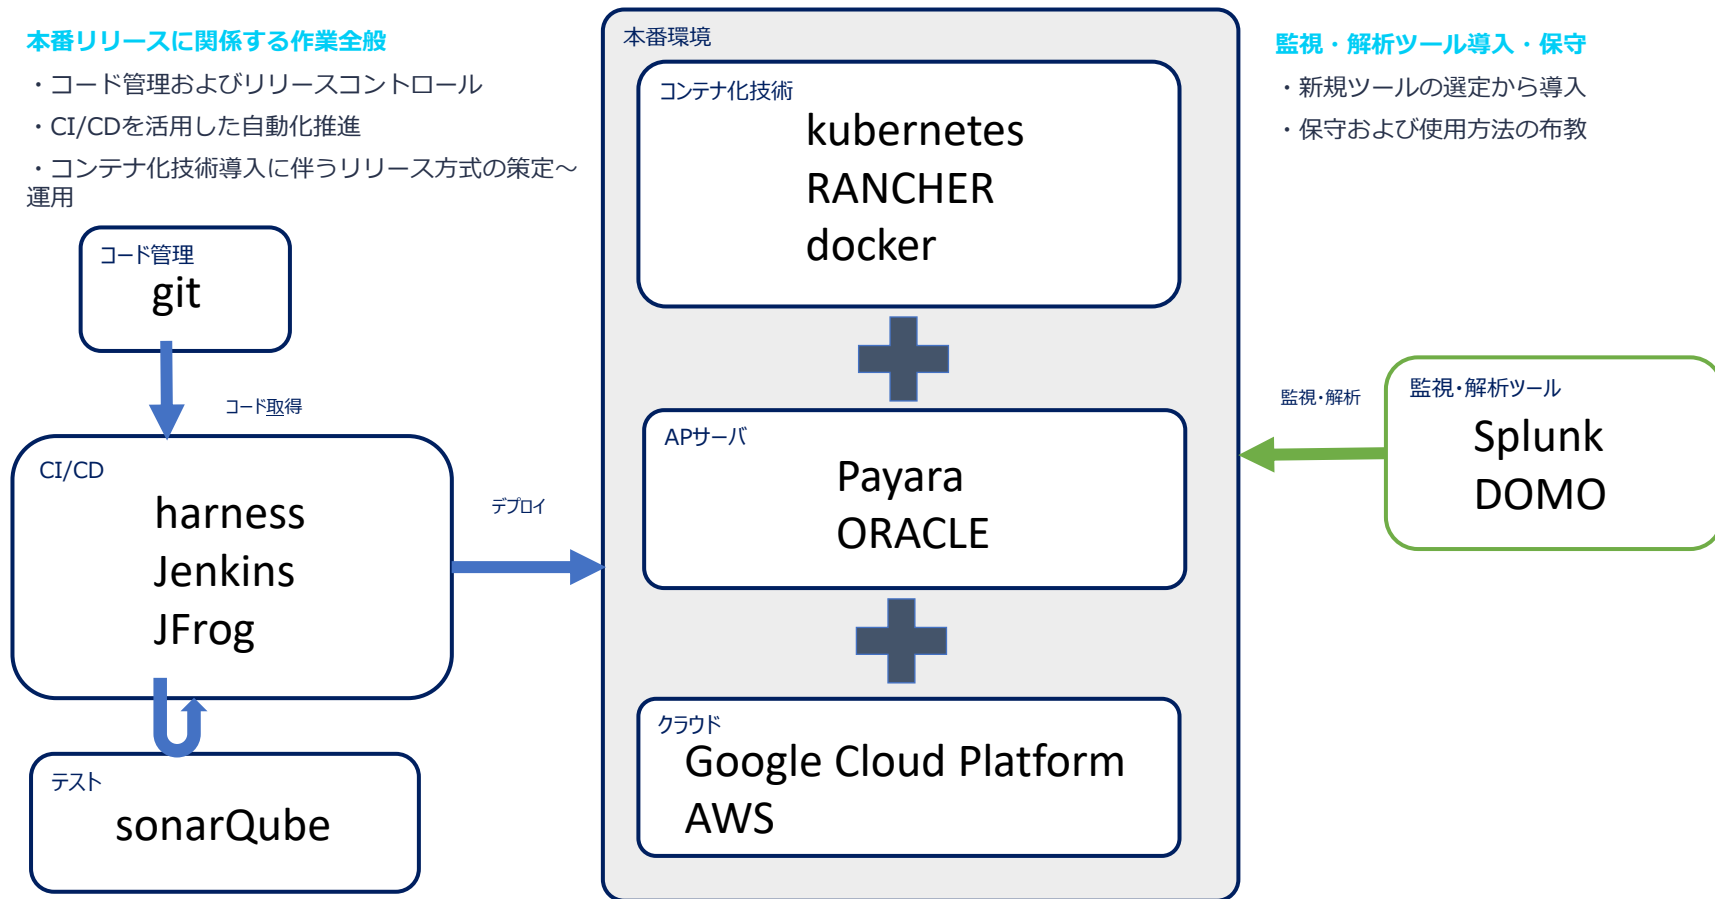 本番リリースに関係する作業全般
・コード管理およびリリースコントロール
・CI/CDを活用した自動化推進
・コンテナ化技術導入に伴うリリース方式の策定～
運用
コード管理
git
コード取得
CI/CD
harness
Jenkins
JFrog
テスト
sonarQube
デプロイ
本番環境
コンテナ化技術
kubernetes
RANCHER
docker
APサーバ
Payara
ORACLE
クラウド
Google Cloud Platform
AWS
監視・解析ツール導入・保守
・新規ツールの選定から導入
・保守および使用方法の布教
監視・解析
監視・解析ツール
Splunk
DOMO